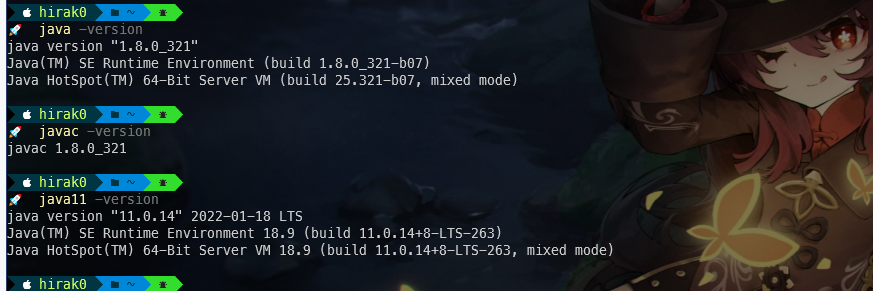 hirak0 ~
java -version
java version "1.8.0_321"
Java(TM) SE Runtime Environment (build 1.8.0_321-b07)
Java HotSpot(TM) 64-Bit Server VM (build 25.321-b07, mixed mode)
hirak0 ~
javac -version
javac 1.8.0_321
hirak0 ~
java11 -version
java version "11.0.14" 2022-01-18 LTS
Java(TM) SE Runtime Environment 18.9 (build 11.0.14+8-LTS-263)
Java HotSpot(TM) 64-Bit Server VM 18.9 (build 11.0.14+8-LTS-263, mixed mode)
hirak0 ~